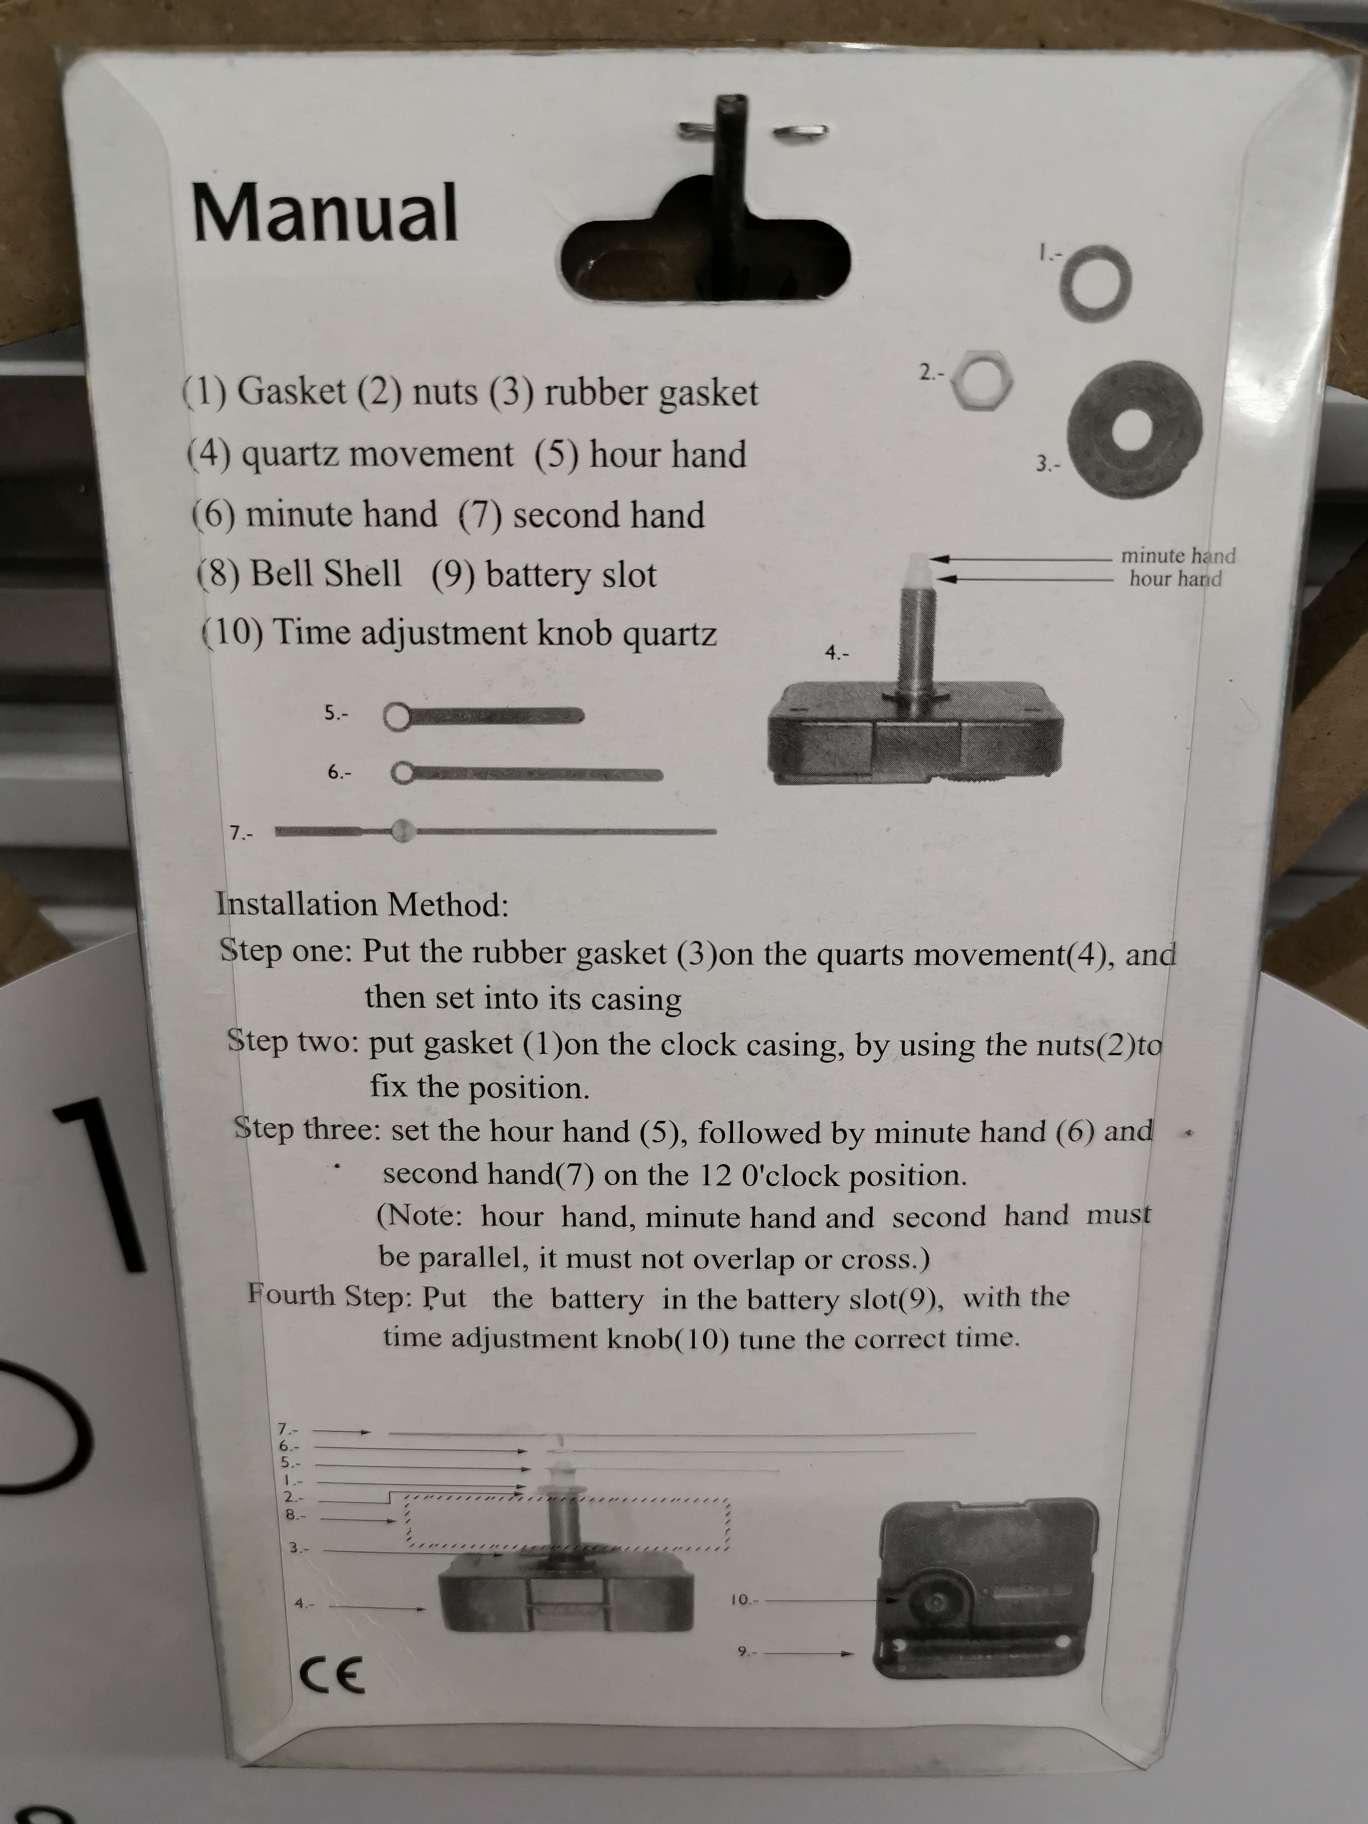 Manual
1.-
2.-
3.-
(1) Gasket (2) nuts (3) rubber gasket
(4) quartz movement (5) hour hand
(6) minute hand (7) second hand
(8) Bell Shell (9) battery slot
(10) Time adjustment knob quartz
minute hand
hour hand
4.-
5.-
6.-
7.-
Installation Method:
Step one: Put the rubber gasket (3)on the quarts movement(4), and
then set into its casing
Step two: put gasket (1)on the clock casing, by using the nuts(2)to
fix the position.
Step three: set the hour hand (5), followed by minute hand (6) and
second hand(7) on the 12 0'clock position.
(Note: hour hand, minute hand and second hand must
be parallel, it must not overlap or cross.)
Fourth Step: Put the battery in the battery slot(9), with the
time adjustment knob(10) tune the correct time.
7.-
6.-
5.-
1.-
2.-
8.-
3.-
4.-
10.-
9.-
CE
1